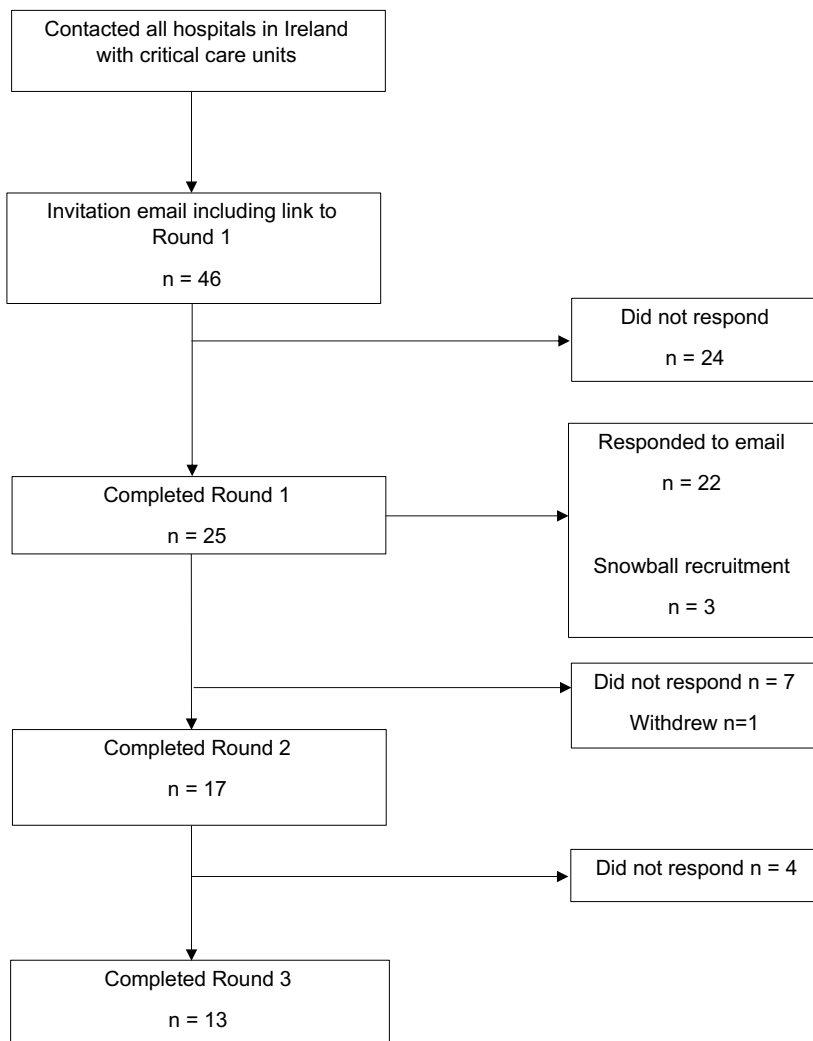 Contacted all hospitals in Ireland
with critical care units
Invitation email including link to
Round 1
n = 46
Did not respond
n = 24
Responded to email
n = 22
Snowball recruitment
n = 3
Completed Round 1
n = 25
Did not respond n = 7
Withdrew n=1
Completed Round 2
n = 17
Did not respond n = 4
Completed Round 3
n = 13